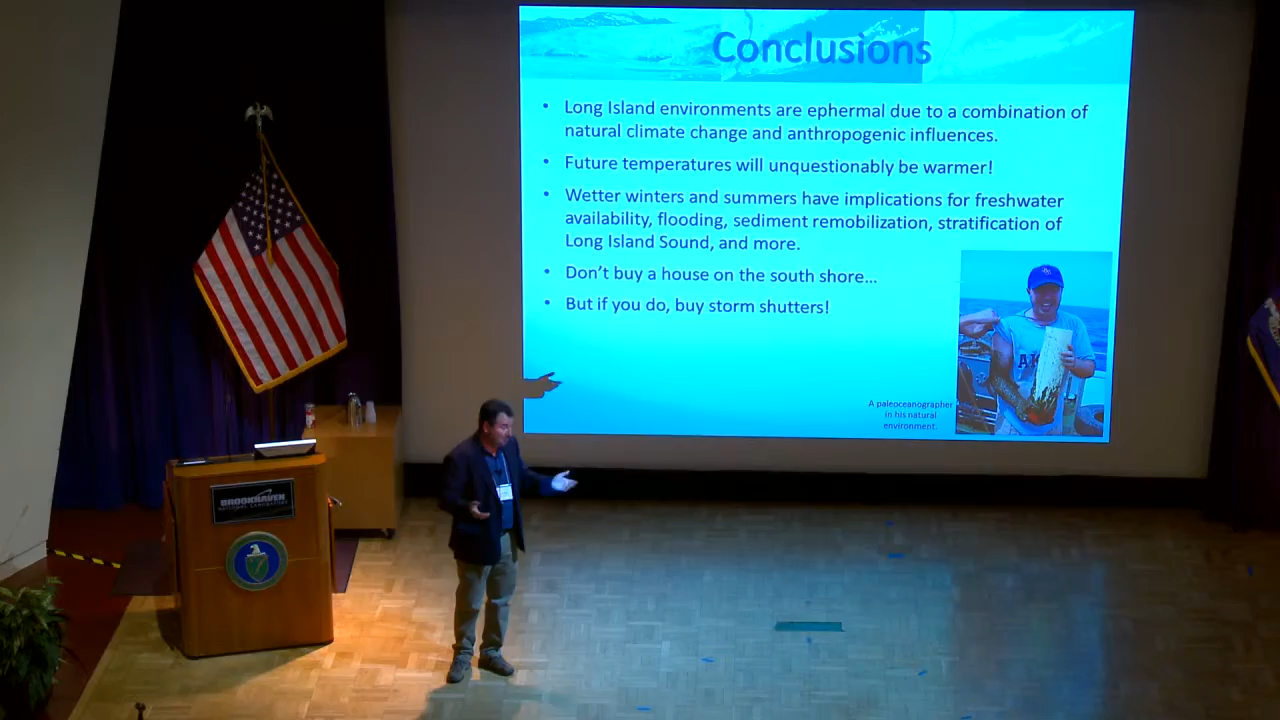 Conclusions
• Long Island environments are ephermal due to a combination of
natural climate change and anthropogenic influences.
• Future temperatures will unquestionably be warmer!
• Wetter winters and summers have implications for freshwater
availability, flooding, sediment remobilization, stratification of
Long Island Sound, and more.
• Don't buy a house on the south shore...
• But if you do, buy storm shutters!
A paleoceanographer
in his natural
environment.
BROOKHAVEN
NATIONAL LABORATORY